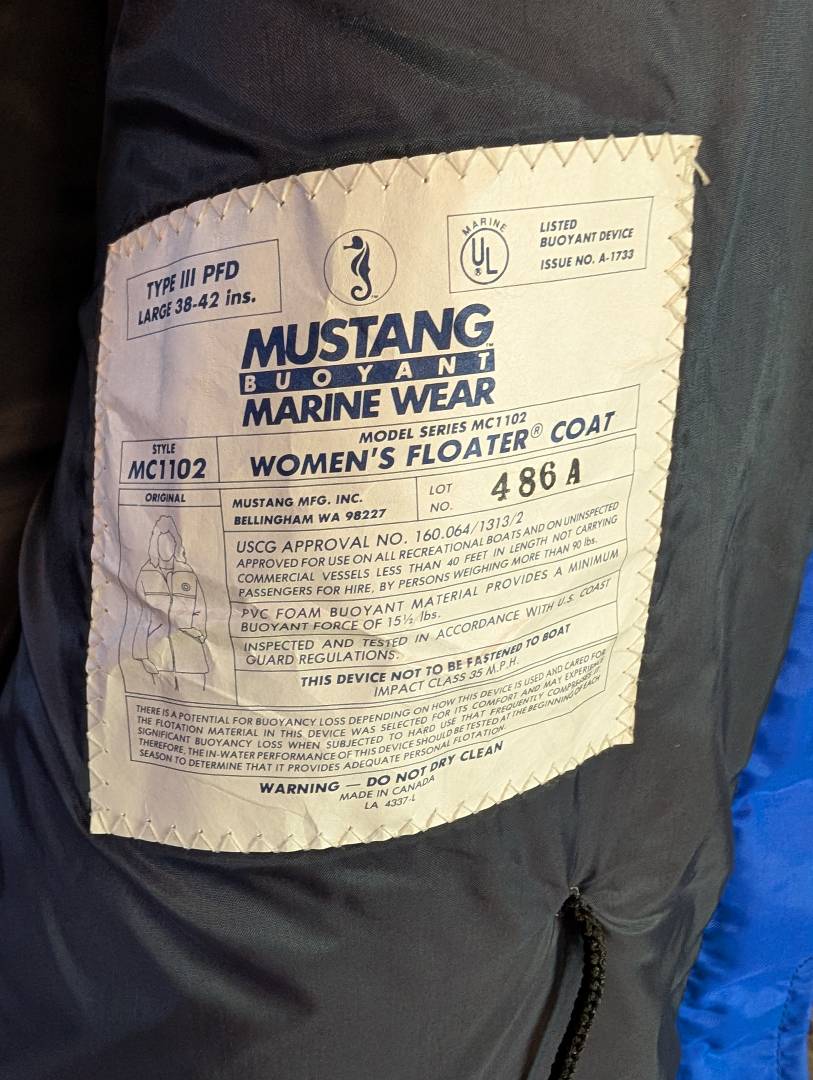 TYPE III PFD
LARGE 38-42 ins.
MARINE
UL
®
LISTED
BUOYANT DEVICE
ISSUE NO. A-1733
MUSTANG
BUOYANT
™
MARINE WEAR
STYLE
MC1102
MODEL SERIES MC1102
WOMEN'S FLOATER® COAT
ORIGINAL
MUSTANG MFG. INC.
BELLINGHAM WA 98227
LOT
NO.
486A
USCG APPROVAL NO. 160.064/1313/2
APPROVED FOR USE ON ALL RECREATIONAL BOATS AND ON UNINSPECTED
COMMERCIAL VESSELS LESS THAN 40 FEET IN LENGTH NOT CARRYING
PASSENGERS FOR HIRE, BY PERSONS WEIGHING MORE THAN 90 lbs.
PVC FOAM BUOYANT MATERIAL PROVIDES A MINIMUM
BUOYANT FORCE OF 15½ lbs.
INSPECTED AND TESTED IN ACCORDANCE WITH U.S. COAST
GUARD REGULATIONS.
THIS DEVICE NOT TO BE FASTENED TO BOAT
IMPACT CLASS 35 M.P.H.
THERE IS A POTENTIAL FOR BUOYANCY LOSS DEPENDING ON HOW THIS DEVICE IS USED AND CARED FOR
THE FLOTATION MATERIAL IN THIS DEVICE WAS SELECTED FOR ITS COMFORT AND MAY EXPERIENCE
SIGNIFICANT BUOYANCY LOSS WHEN SUBJECTED TO HARD USE THAT FREQUENTLY COMPRESSES IT.
THEREFORE, THE IN-WATER PERFORMANCE OF THIS DEVICE SHOULD BE TESTED AT THE BEGINNING OF EACH
SEASON TO DETERMINE THAT IT PROVIDES ADEQUATE PERSONAL FLOTATION.
WARNING — DO NOT DRY CLEAN
MADE IN CANADA
LA 4337-L